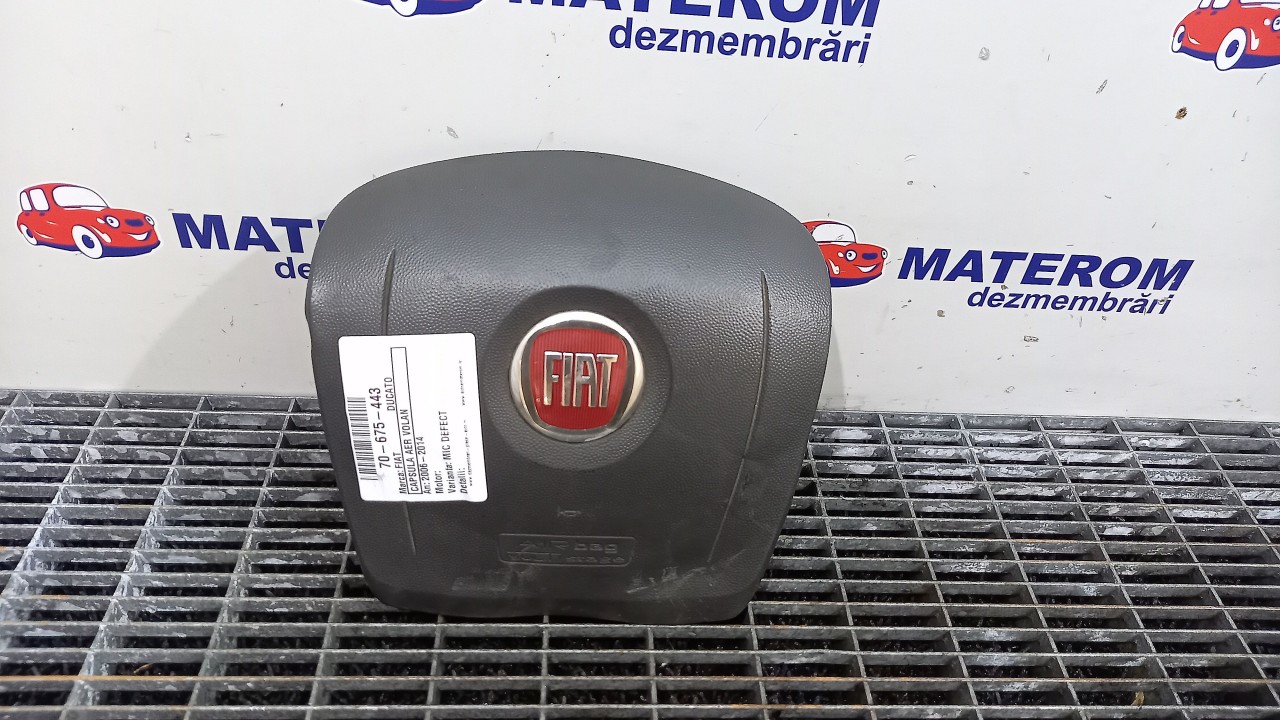 MATEROM
dezmembrări
MATEROM
dezmembrări
FIAT
70-675-443
Marca: FIAT DUCATO
CAPSULA AER VOLAN
An: 2006-2014
Motor:
Varianta: MIC DEFECT
Detalii:
airbag